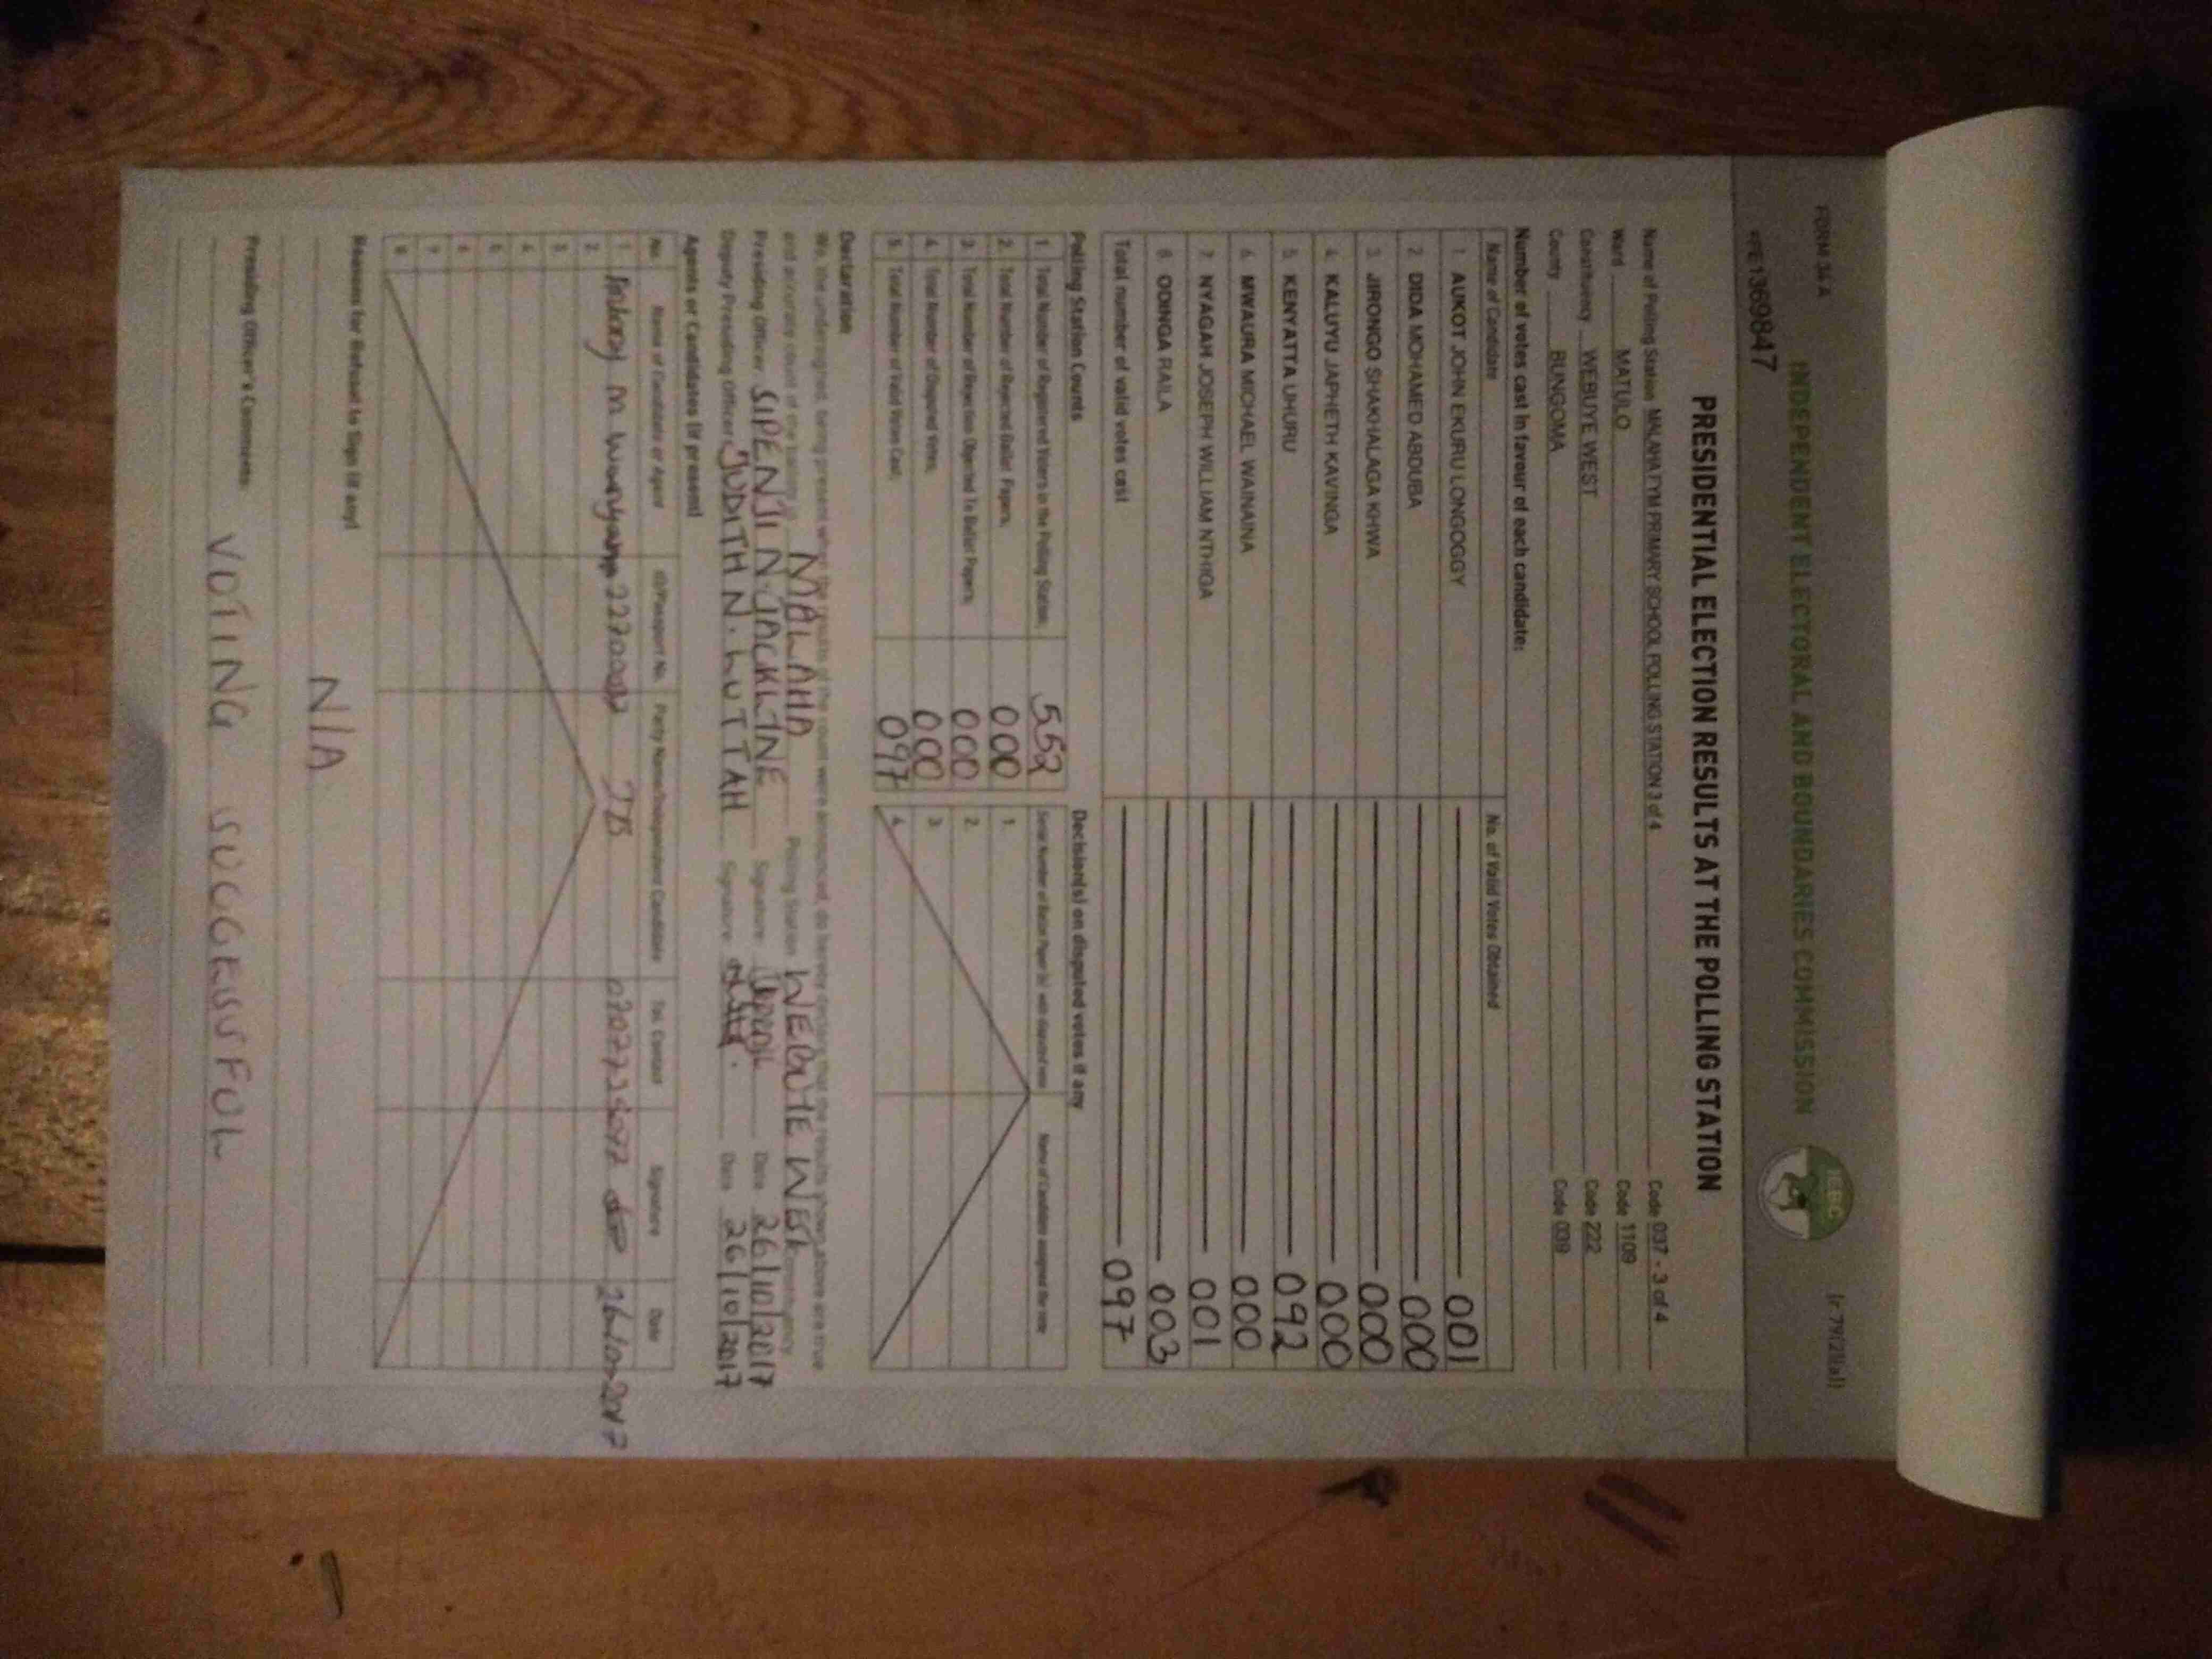 FORM 34 A
(r.79(2)(a))
INDEPENDENT ELECTORAL AND BOUNDARIES COMMISSION
IEBC
PE1369847
PRESIDENTIAL ELECTION RESULTS AT THE POLLING STATION
Name of Polling Station MALAHA FYM PRIMARY SCHOOL POLLING STATION 3 of 4 Code 037 - 3 of 4
Ward MATULO Code 1109
Constituency WEBUYE WEST Code 222
County BUNGOMA Code 039
Number of votes cast in favour of each candidate:
Name of Candidate No. of Valid Votes Obtained
1. AUKOT JOHN EKURU LONGOGGY 001
2. DIDA MOHAMED ABDUBA 000
3. JIRONGO SHAKHALAGA KHWA 000
4. KALUYU JAPHETH KAVINGA 000
5. KENYATTA UHURU 092
6. MWAURA MICHAEL WAINAINA 000
7. NYAGAH JOSEPH WILLIAM NTHIGA 001
8. ODINGA RAILA 003
Total number of valid votes cast 097
Polling Station Counts
1. Total Number of Registered Voters in the Polling Station; 552
2. Total Number of Rejected Ballot Papers; 000
3. Total Number of Rejection Objected To Ballot Papers; 000
4. Total Number of Disputed Votes; 000
5. Total Number of Valid Votes Cast; 097
Decision(s) on disputed votes if any
Serial Number of Ballot Paper (s) with disputed vote Name of Candidate assigned the vote
1.
2.
3.
4.
Declaration
We, the undersigned, being present when the results of the count were announced, do hereby declare that the results shown above are true
and accurate count of the ballots in MALAHA Polling Station WEBUYE WEST Constituency
Presiding Officer SIPENJI N. JACKLINE Signature Date 26/10/2017
Deputy Presiding Officer JUDITH N. LUTTAH Signature Date 26/10/2017
Agents or Candidates (if present)
No. Name of Candidate or Agent ID/Passport No. Party Name/Independent Candidate Tel. Contact Signature Date
1. 26-10-2017
2.
3.
4.
5.
6.
7.
8.
Reasons for Refusal to Sign (if any)
N/A
Presiding Officer's Comments:
VOTING SUCCESSFUL